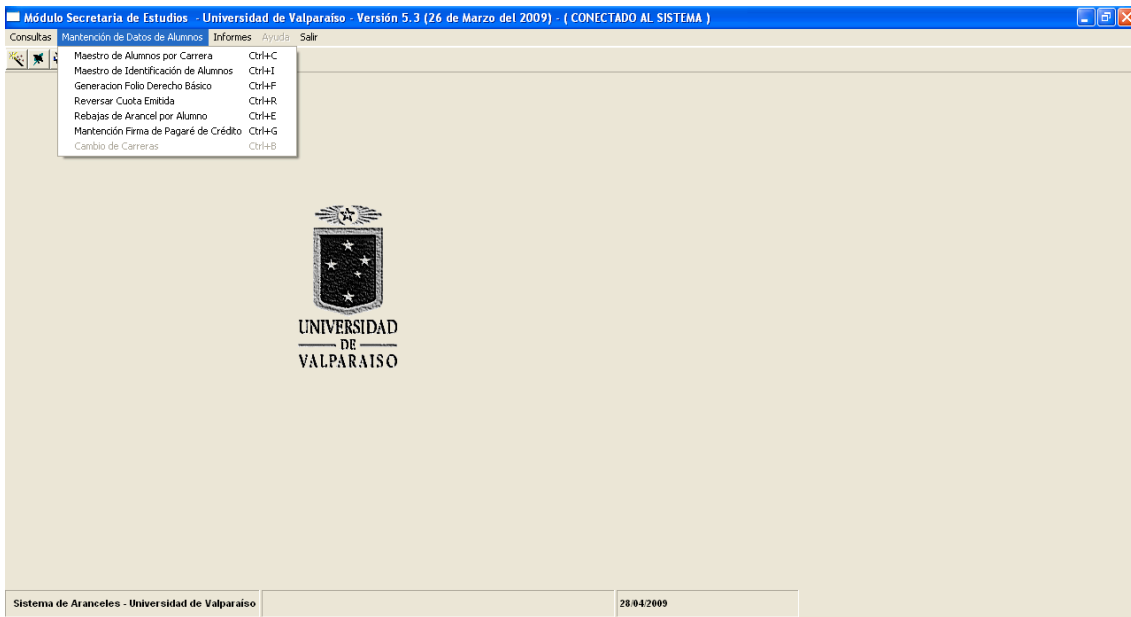 Módulo Secretaria de Estudios - Universidad de Valparaíso - Versión 5.3 (26 de Marzo del 2009) - ( CONECTADO AL SISTEMA )
Consultas Mantención de Datos de Alumnos Informes Ayuda Salir
Maestro de Alumnos por Carrera Ctrl+C
Maestro de Identificación de Alumnos Ctrl+I
Generacion Folio Derecho Básico Ctrl+F
Reversar Cuota Emitida Ctrl+R
Rebajas de Arancel por Alumno Ctrl+E
Mantención Firma de Pagaré de Crédito Ctrl+G
Cambio de Carreras Ctrl+B
UNIVERSIDAD
DE
VALPARAISO
Sistema de Aranceles - Universidad de Valparaíso 28/04/2009